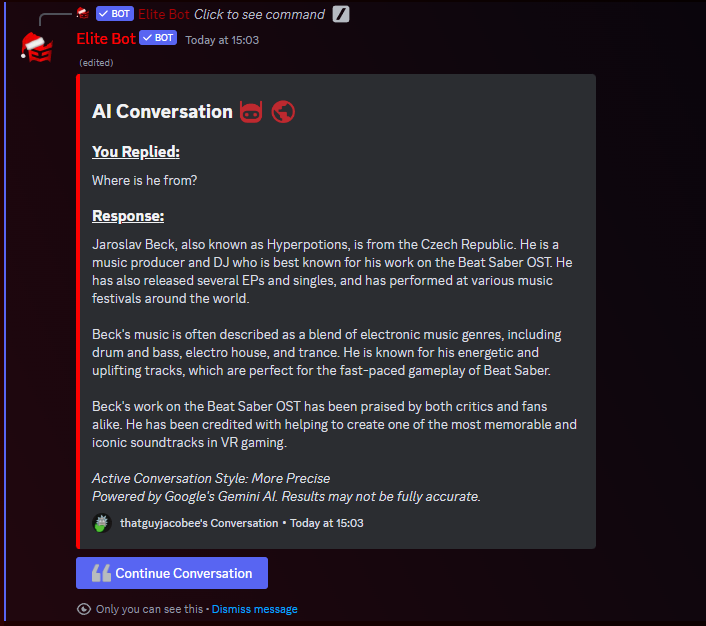 BOT Elite Bot Click to see command
Elite Bot BOT Today at 15:03
(edited)
AI Conversation
You Replied:
Where is he from?
Response:
Jaroslav Beck, also known as Hyperpotions, is from the Czech Republic. He is a
music producer and DJ who is best known for his work on the Beat Saber OST. He
has also released several EPs and singles, and has performed at various music
festivals around the world.
Beck's music is often described as a blend of electronic music genres, including
drum and bass, electro house, and trance. He is known for his energetic and
uplifting tracks, which are perfect for the fast-paced gameplay of Beat Saber.
Beck's work on the Beat Saber OST has been praised by both critics and fans
alike. He has been credited with helping to create one of the most memorable and
iconic soundtracks in VR gaming.
Active Conversation Style: More Precise
Powered by Google's Gemini AI. Results may not be fully accurate.
thatguyjacobee's Conversation • Today at 15:03
Continue Conversation
Only you can see this • Dismiss message